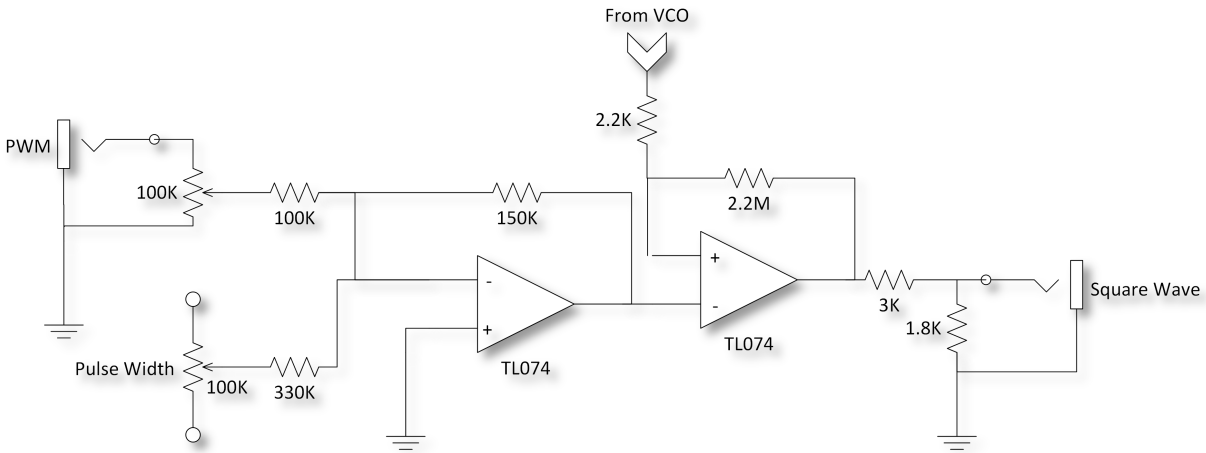 From VCO
2.2K
PWM
100K
100K
150K
2.2M
+
-
-
+
3K
Square Wave
1.8K
Pulse Width
100K
330K
TL074
TL074